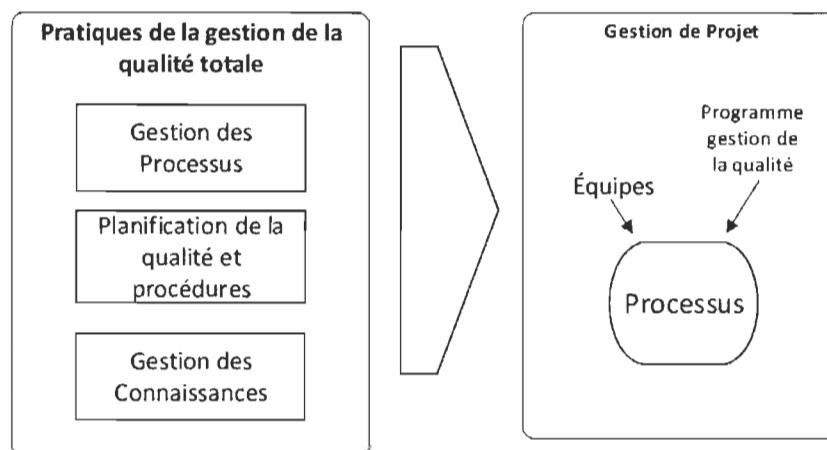 Pratiques de la gestion de la
qualité totale
Gestion des
Processus
Planification de la
qualité et
procédures
Gestion des
Connaissances
Gestion de Projet
Programme
gestion de
la qualité
Équipes
Processus